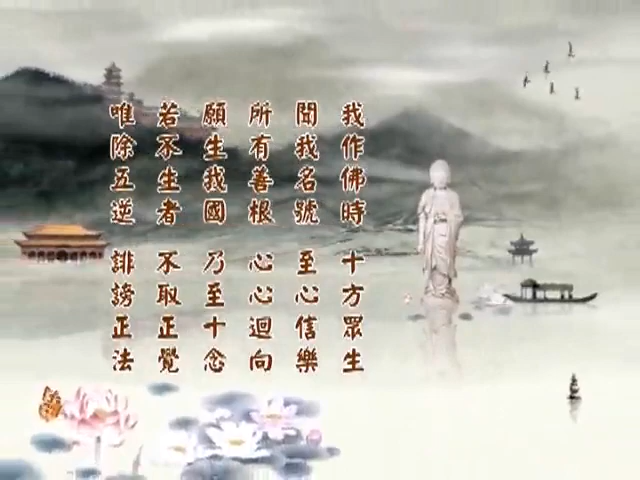 我作佛時 十方眾生
聞我名號 至心信樂
所有善根 心心迴向
願生我國 乃至十念
若不生者 不取正覺
唯除五逆 誹謗正法